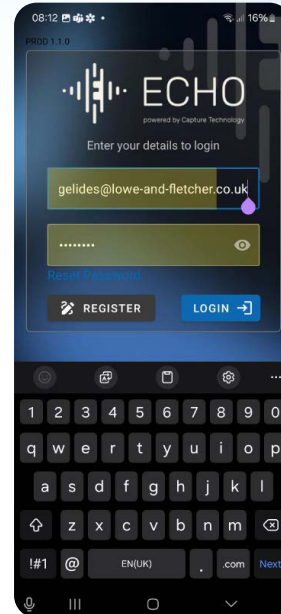 08:12 16%
PROD 1.1.0
ECHO
powered by Capture Technology
Enter your details to login
gelides@lowe-and-fletcher.co.uk
••••••••
Reset Password
REGISTER LOGIN
1 2 3 4 5 6 7 8 9 0
q w e r t y u i o p
a s d f g h j k l
z x c v b n m
!#1 @ EN(UK) . .com Next